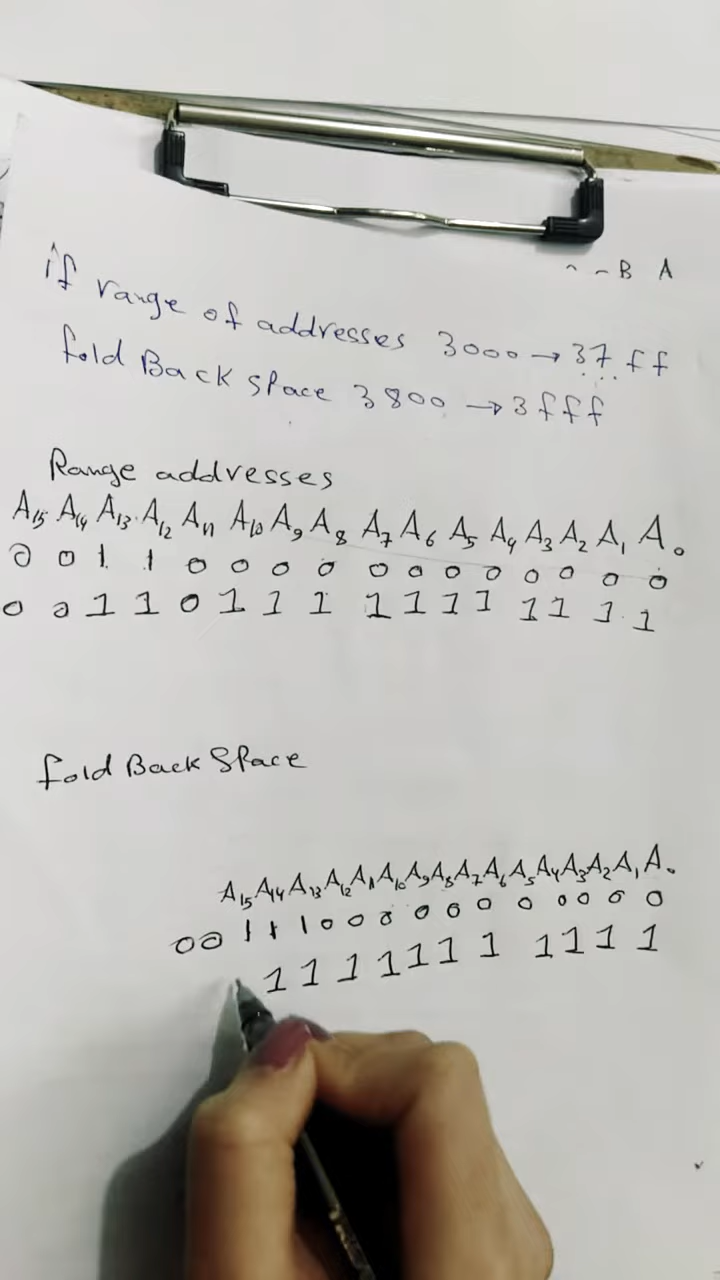 ~ ~ B A
if range of addresses 3000 → 37ff
fold Back Space 3800 → 3fff
Range addresses
A15 A14 A13 A12 A11 A10 A9 A8 A7 A6 A5 A4 A3 A2 A1 A0
0 0 1 1 0 0 0 0 0 0 0 0 0 0 0 0
0 0 1 1 0 1 1 1 1 1 1 1 1 1 1 1
fold Back Space
A15 A14 A13 A12 A11 A10 A9 A8 A7 A6 A5 A4 A3 A2 A1 A0
0 0 1 1 1 0 0 0 0 0 0 0 0 0 0 0
1 1 1 1 1 1 1 1 1 1 1